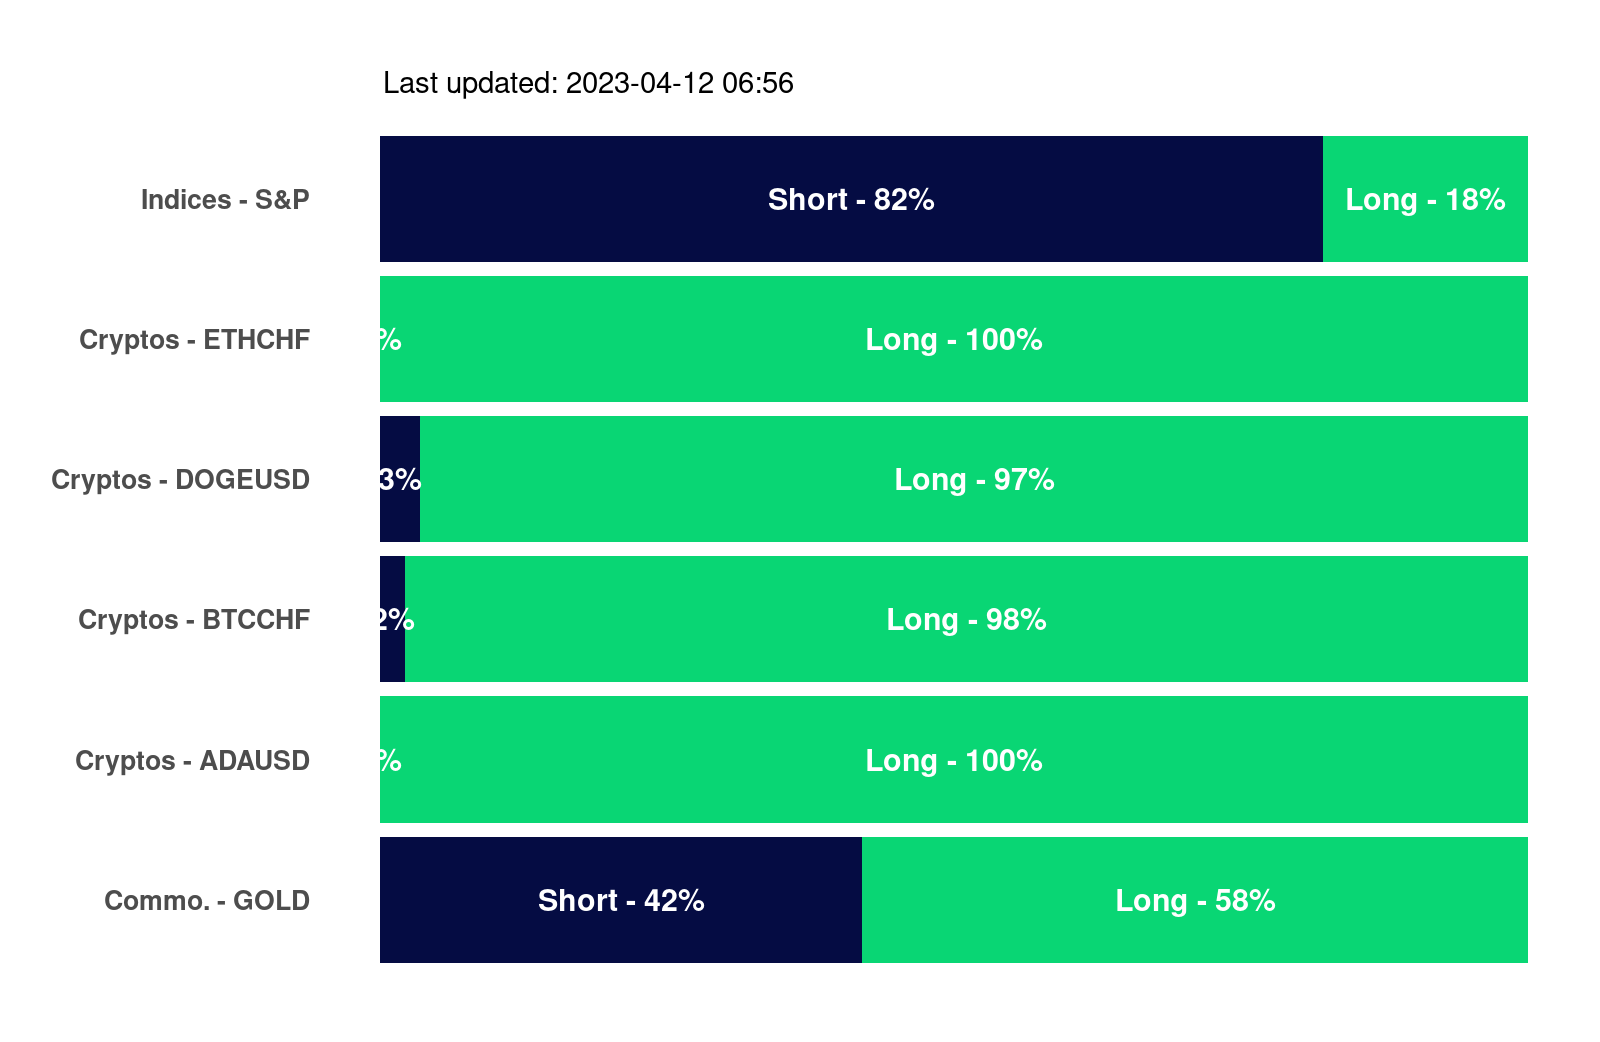 Last updated: 2023-04-12 06:56
Indices - S&P Short - 82% Long - 18%
Cryptos - ETHCHF % Long - 100%
Cryptos - DOGEUSD 3% Long - 97%
Cryptos - BTCCHF 2% Long - 98%
Cryptos - ADAUSD % Long - 100%
Commo. - GOLD Short - 42% Long - 58%